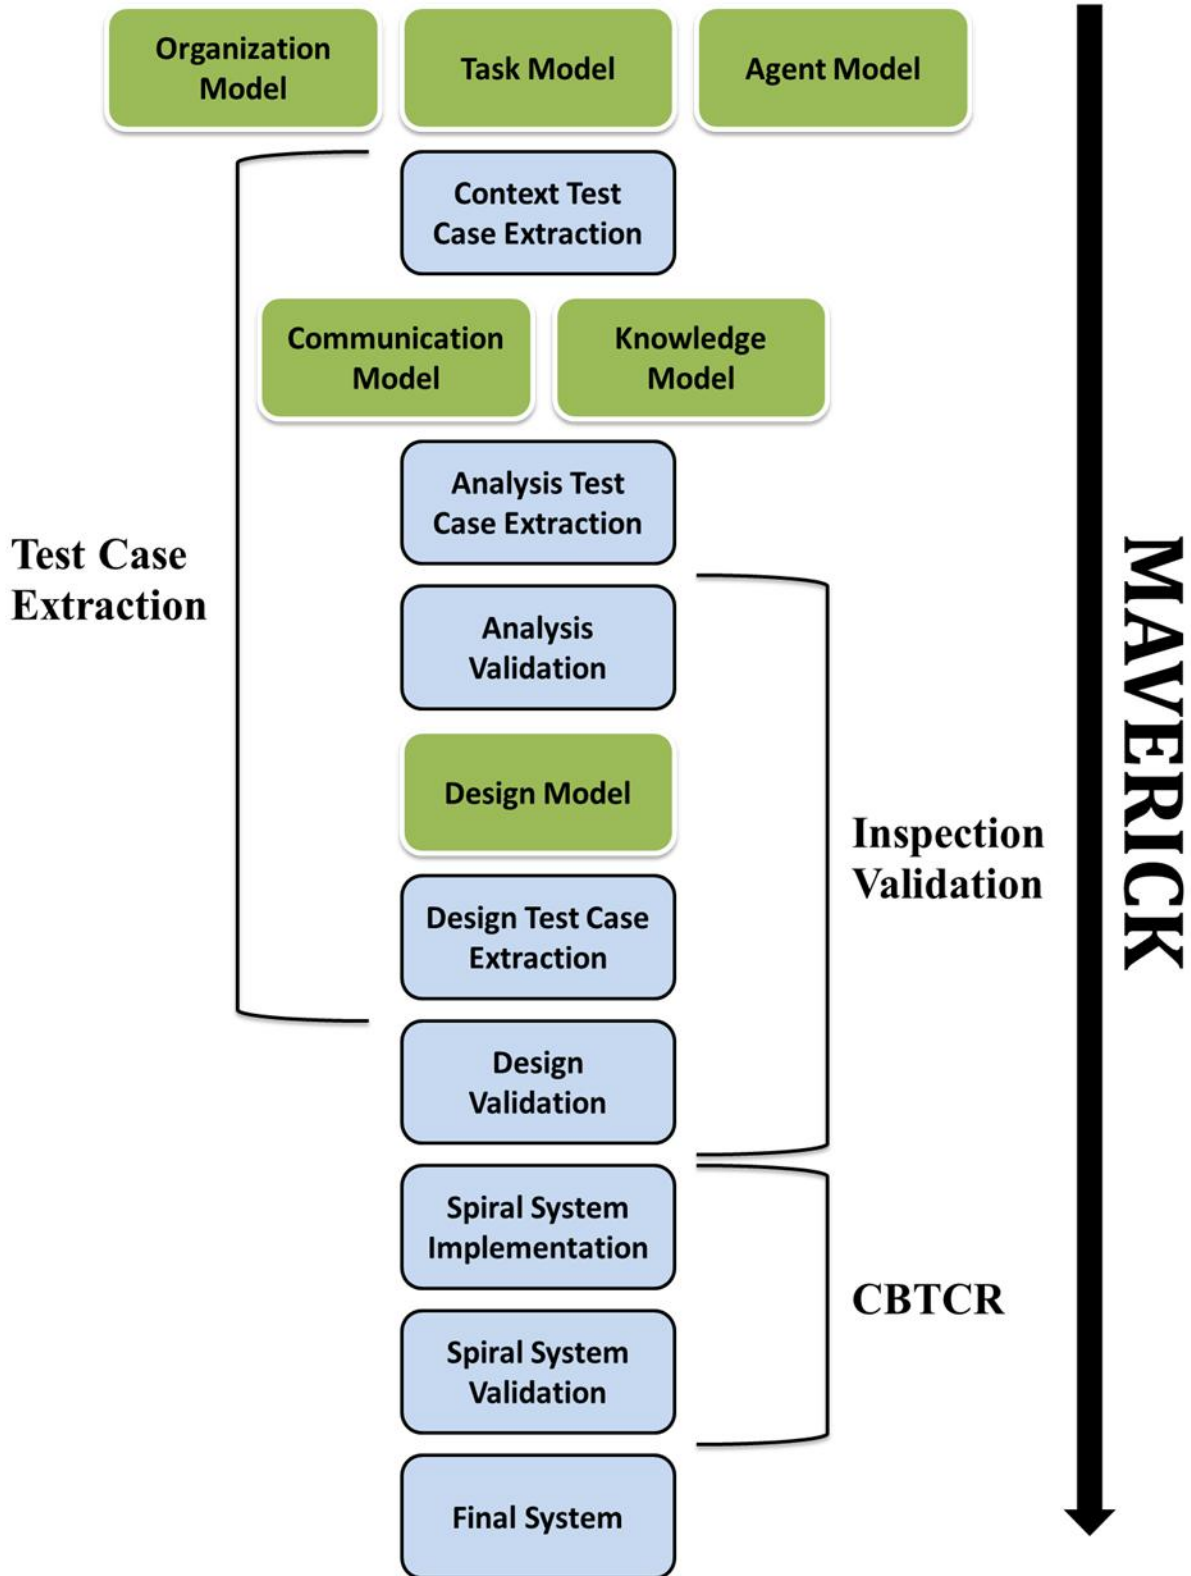 Organization
Model
Task Model
Agent Model
Context Test
Case Extraction
Communication
Model
Knowledge
Model
Analysis Test
Case Extraction
Test Case
Extraction
Analysis
Validation
Design Model
Inspection
Validation
MAVERICK
Design Test Case
Extraction
Design
Validation
Spiral System
Implementation
CBTCR
Spiral System
Validation
Final System